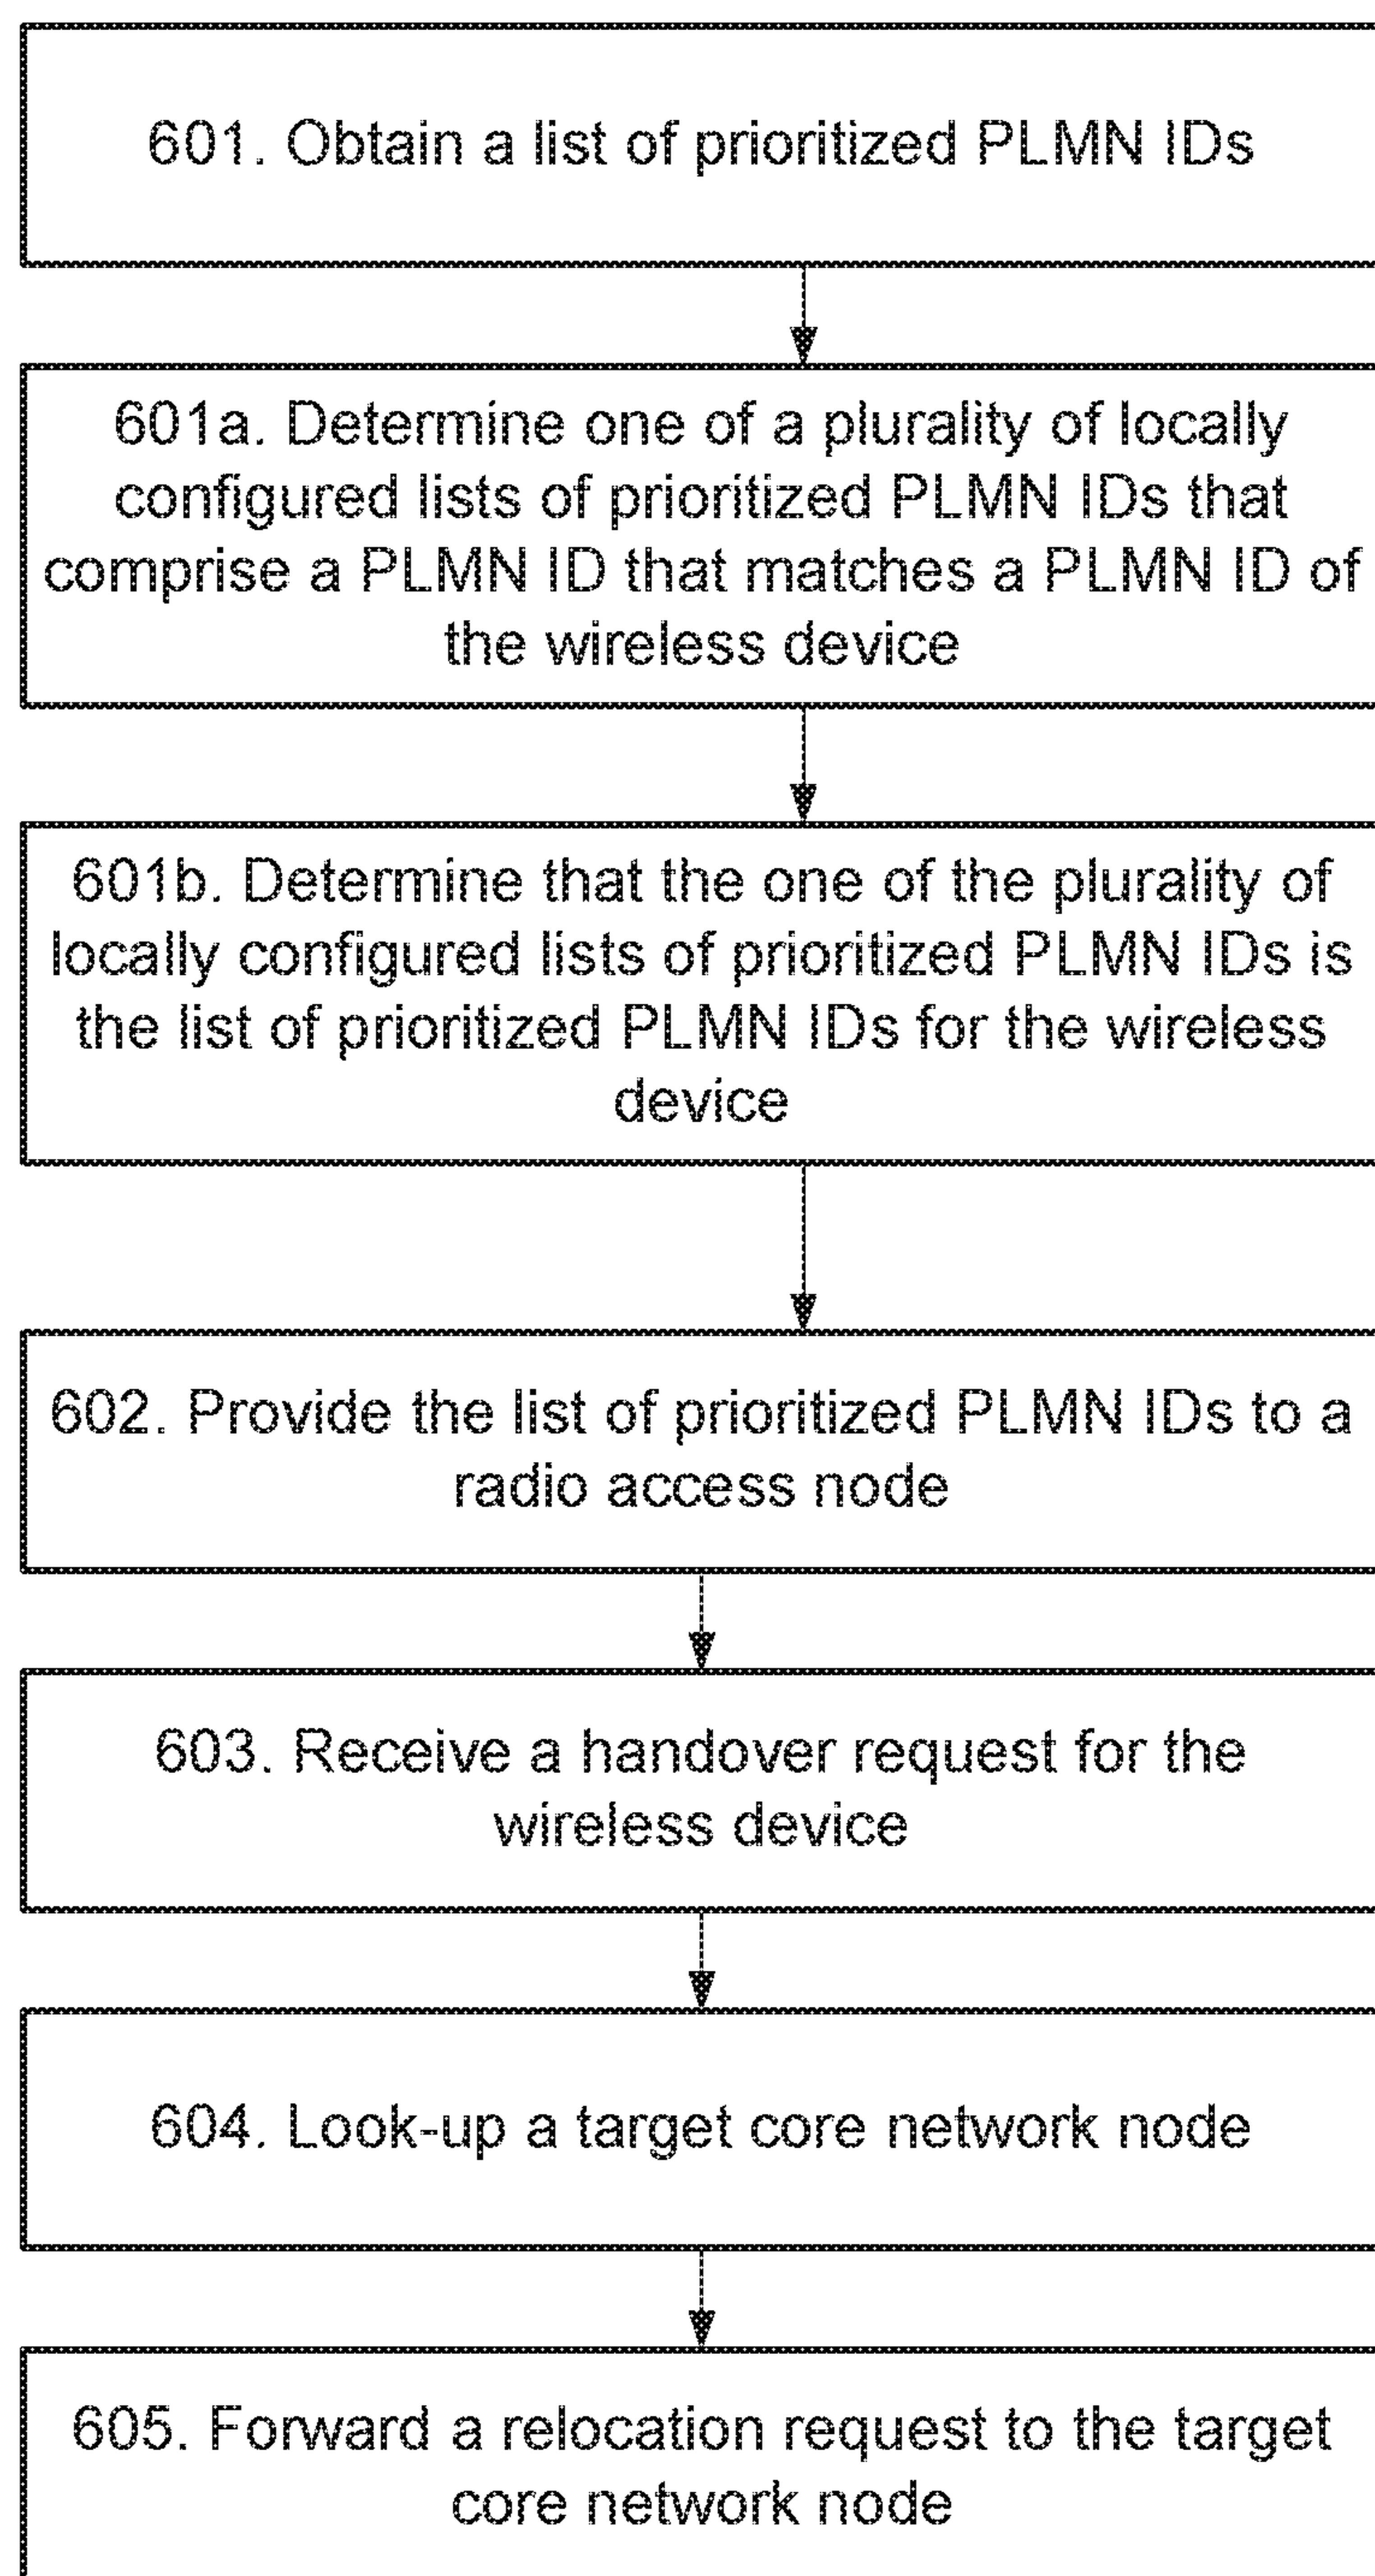 601. Obtain a list of prioritized PLMN IDs
601a. Determine one of a plurality of locally
configured lists of prioritized PLMN IDs that
comprise a PLMN ID that matches a PLMN ID of
the wireless device
601b. Determine that the one of the plurality of
locally configured lists of prioritized PLMN IDs is
the list of prioritized PLMN IDs for the wireless
device
602. Provide the list of prioritized PLMN IDs to a
radio access node
603. Receive a handover request for the
wireless device
604. Look-up a target core network node
605. Forward a relocation request to the target
core network node